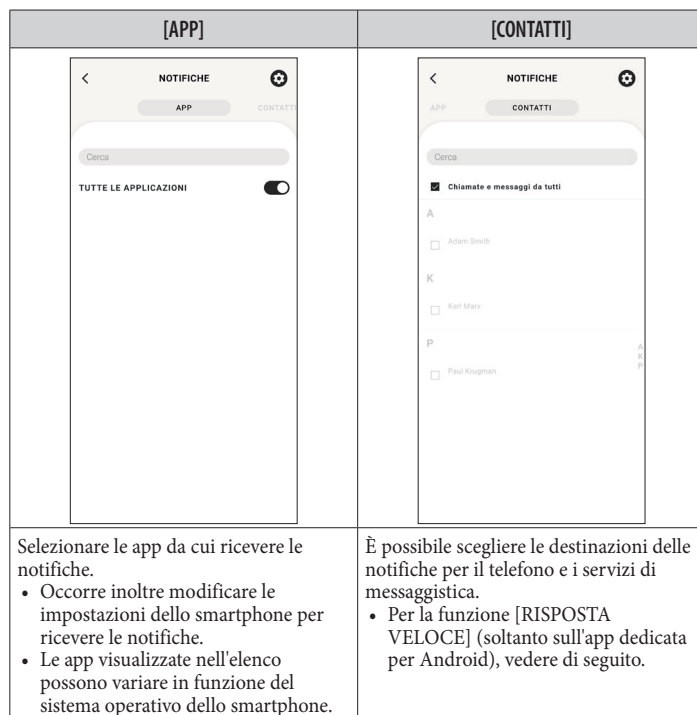 [APP]
[CONTATTI]
NOTIFICHE
APP
CONTATTI
Cerca
TUTTE LE APPLICAZIONI
NOTIFICHE
APP
CONTATTI
Cerca
Chiamate e messaggi da tutti
A
Adam Smith
K
Karl Marx
P
Paul Krugman
A
K
P
Selezionare le app da cui ricevere le
notifiche.
• Occorre inoltre modificare le
impostazioni dello smartphone per
ricevere le notifiche.
• Le app visualizzate nell'elenco
possono variare in funzione del
sistema operativo dello smartphone.
È possibile scegliere le destinazioni delle
notifiche per il telefono e i servizi di
messaggistica.
• Per la funzione [RISPOSTA
VELOCE] (soltanto sull'app dedicata
per Android), vedere di seguito.